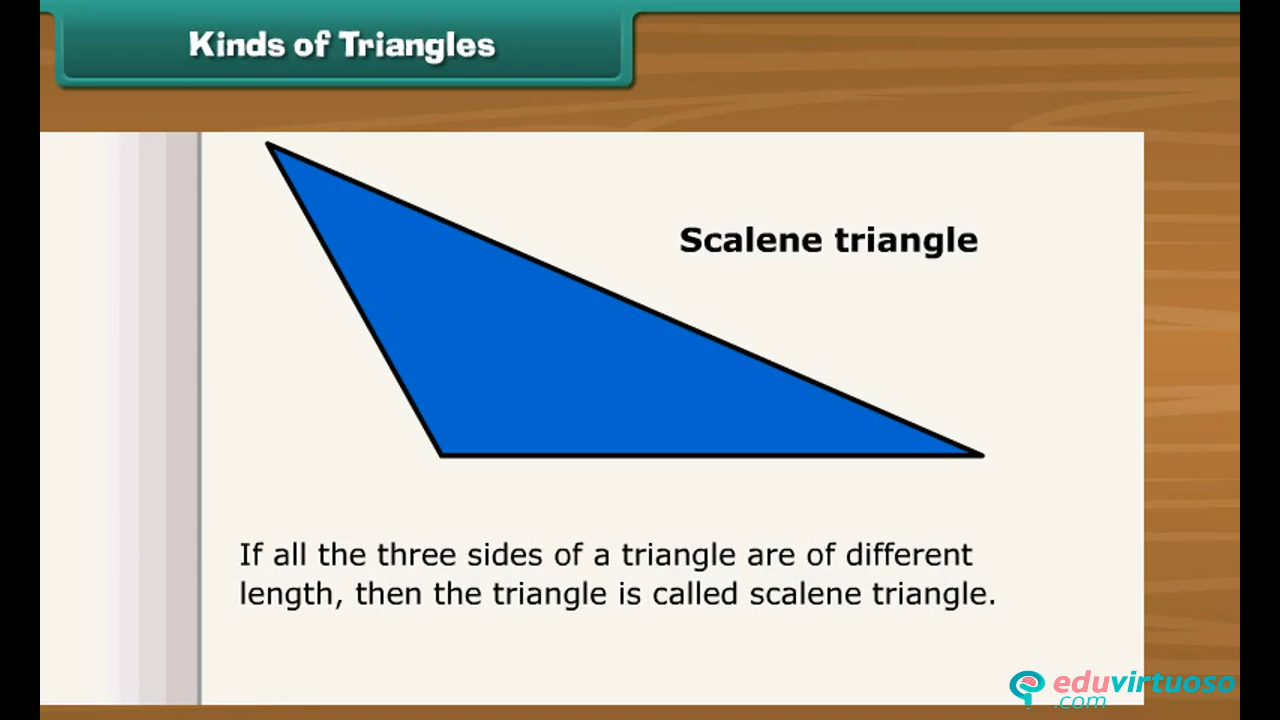 Kinds of Triangles
Scalene triangle
If all the three sides of a triangle are of different
length, then the triangle is called scalene triangle.
eduvirtuoso
.com